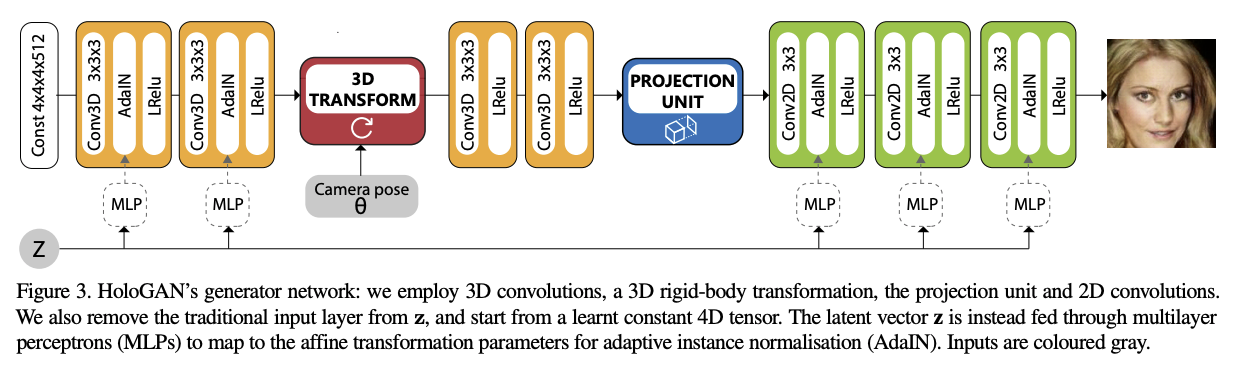 Const 4x4x4x512
Conv3D 3x3x3
AdaIN
LRelu
Conv3D 3x3x3
AdaIN
LRelu
3D
TRANSFORM
Conv3D 3x3x3
LRelu
Conv3D 3x3x3
LRelu
PROJECTION
UNIT
Conv2D 3x3
AdaIN
LRelu
Conv2D 3x3
AdaIN
LRelu
Conv2D 3x3
AdaIN
LRelu
MLP
MLP
Camera pose
θ
MLP
MLP
MLP
Z
Figure 3. HoloGAN's generator network: we employ 3D convolutions, a 3D rigid-body transformation, the projection unit and 2D convolutions.
We also remove the traditional input layer from z, and start from a learnt constant 4D tensor. The latent vector z is instead fed through multilayer
perceptrons (MLPs) to map to the affine transformation parameters for adaptive instance normalisation (AdaIN). Inputs are coloured gray.